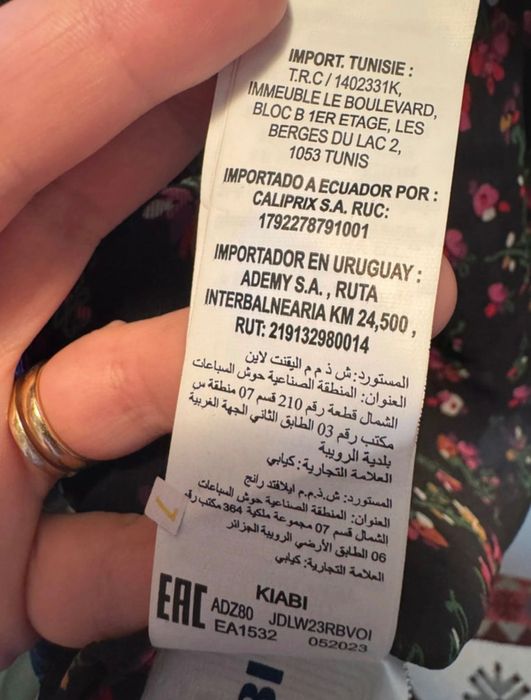 IMPORT. TUNISIE :
T.R.C / 1402331K,
IMMEUBLE LE BOULEVARD,
BLOC B 1ER ETAGE, LES
BERGES DU LAC 2,
1053 TUNIS
IMPORTADO A ECUADOR POR :
CALIPRIX S.A. RUC:
1792278791001
IMPORTADOR EN URUGUAY :
ADEMY S.A. , RUTA
INTERBALNEARIA KM 24,500 ,
RUT: 219132980014
المستورد: ش ذ م م اليقنت لاين
العنوان: المنطقة الصناعية حوش السباعات
الشمال قطعة رقم 210 قسم 07 منطقة س
مكتب رقم 03 الطابق الثاني الجهة الغربية
بلدية الرويبة
العلامة التجارية: كيابي
المستورد: ش.ذ.م.م ايلافتد رانج
العنوان: المنطقة الصناعية حوش السباعات
الشمال قسم 07 مجموعة ملكية 364 مكتب رقم
06 الطابق الأرضي الرويبة الجزائر
العلامة التجارية: كيابي
7
EAC
KIABI
ADZ80 JDLW23RBVOI
EA1532 052023
BI